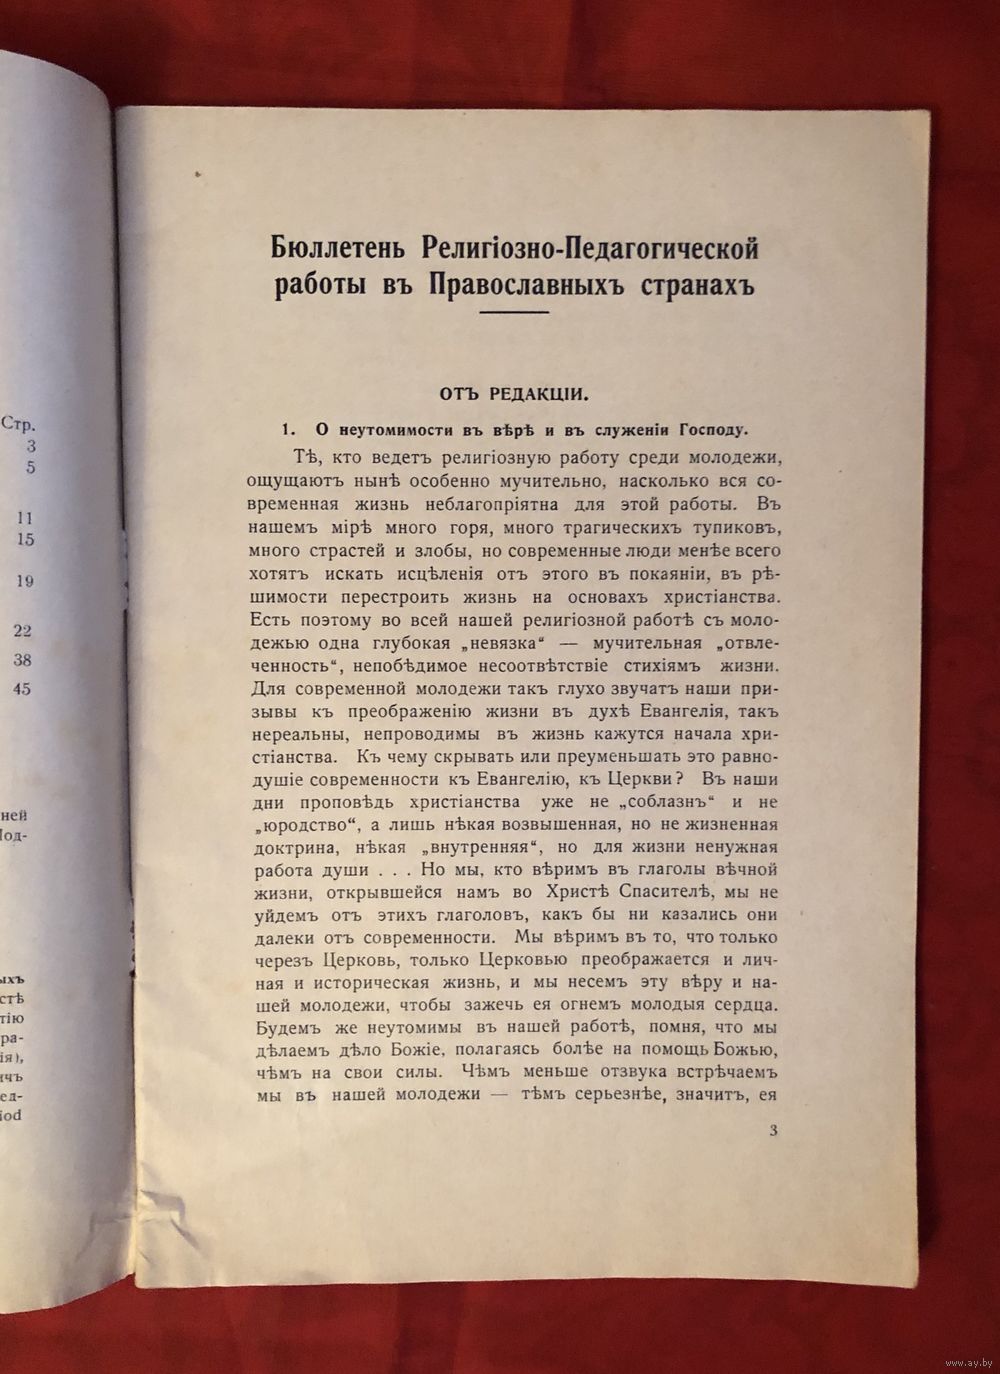 Стр.
3
5
11
15
19
22
38
45
ней
Под-
ыхъ
стѣ
тію
ра-
ія),
ичъ
ед-
iod
Бюллетень Религіозно-Педагогической
работы въ Православныхъ странахъ
ОТЪ РЕДАКЦІИ.
1. О неутомимости въ вѣрѣ и въ служеніи Господу.
Тѣ, кто ведетъ религіозную работу среди молодежи,
ощущаютъ нынѣ особенно мучительно, насколько вся со-
временная жизнь неблагопріятна для этой работы. Въ
нашемъ мірѣ много горя, много трагическихъ тупиковъ,
много страстей и злобы, но современные люди менѣе всего
хотятъ искать исцѣленія отъ этого въ покаяніи, въ рѣ-
шимости перестроить жизнь на основахъ христіанства.
Есть поэтому во всей нашей религіозной работѣ съ моло-
дежью одна глубокая „невязка“ — мучительная „отвле-
ченность“, непобѣдимое несоотвѣтствіе стихіямъ жизни.
Для современной молодежи такъ глухо звучатъ наши при-
зывы къ преображенію жизни въ духѣ Евангелія, такъ
нереальны, непроводимы въ жизнь кажутся начала хри-
стіанства. Къ чему скрывать или преуменьшать это равно-
душіе современности къ Евангелію, къ Церкви? Въ наши
дни проповѣдь христіанства уже не „соблазнъ“ и не
„юродство“, а лишь нѣкая возвышенная, но не жизненная
доктрина, нѣкая „внутренняя“, но для жизни ненужная
работа души . . . Но мы, кто вѣримъ въ глаголы вѣчной
жизни, открывшейся намъ во Христѣ Спасителѣ, мы не
уйдемъ отъ этихъ глаголовъ, какъ бы ни казались они
далеки отъ современности. Мы вѣримъ въ то, что только
черезъ Церковь, только Церковью преображается и лич-
ная и историческая жизнь, и мы несемъ эту вѣру и на-
шей молодежи, чтобы зажечь ея огнемъ молодыя сердца.
Будемъ же неутомимы въ нашей работѣ, помня, что мы
дѣлаемъ дѣло Божіе, полагаясь болѣе на помощь Божью,
чѣмъ на свои силы. Чѣмъ меньше отзвука встрѣчаемъ
мы въ нашей молодежи — тѣмъ серьезнѣе, значитъ, ея
3
www.ay.by